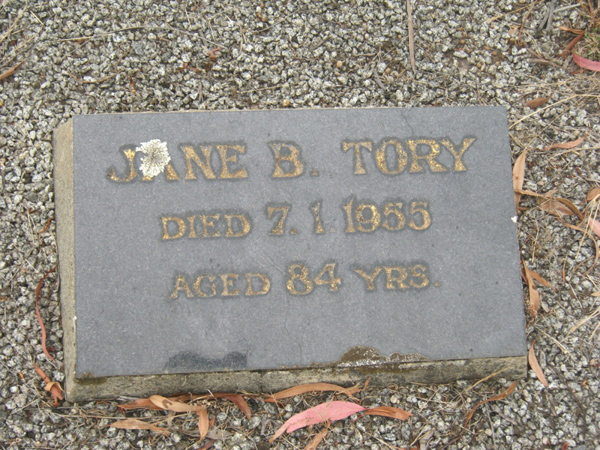 JANE B. TORY
DIED 7.1.1955
AGED 84 YRS.